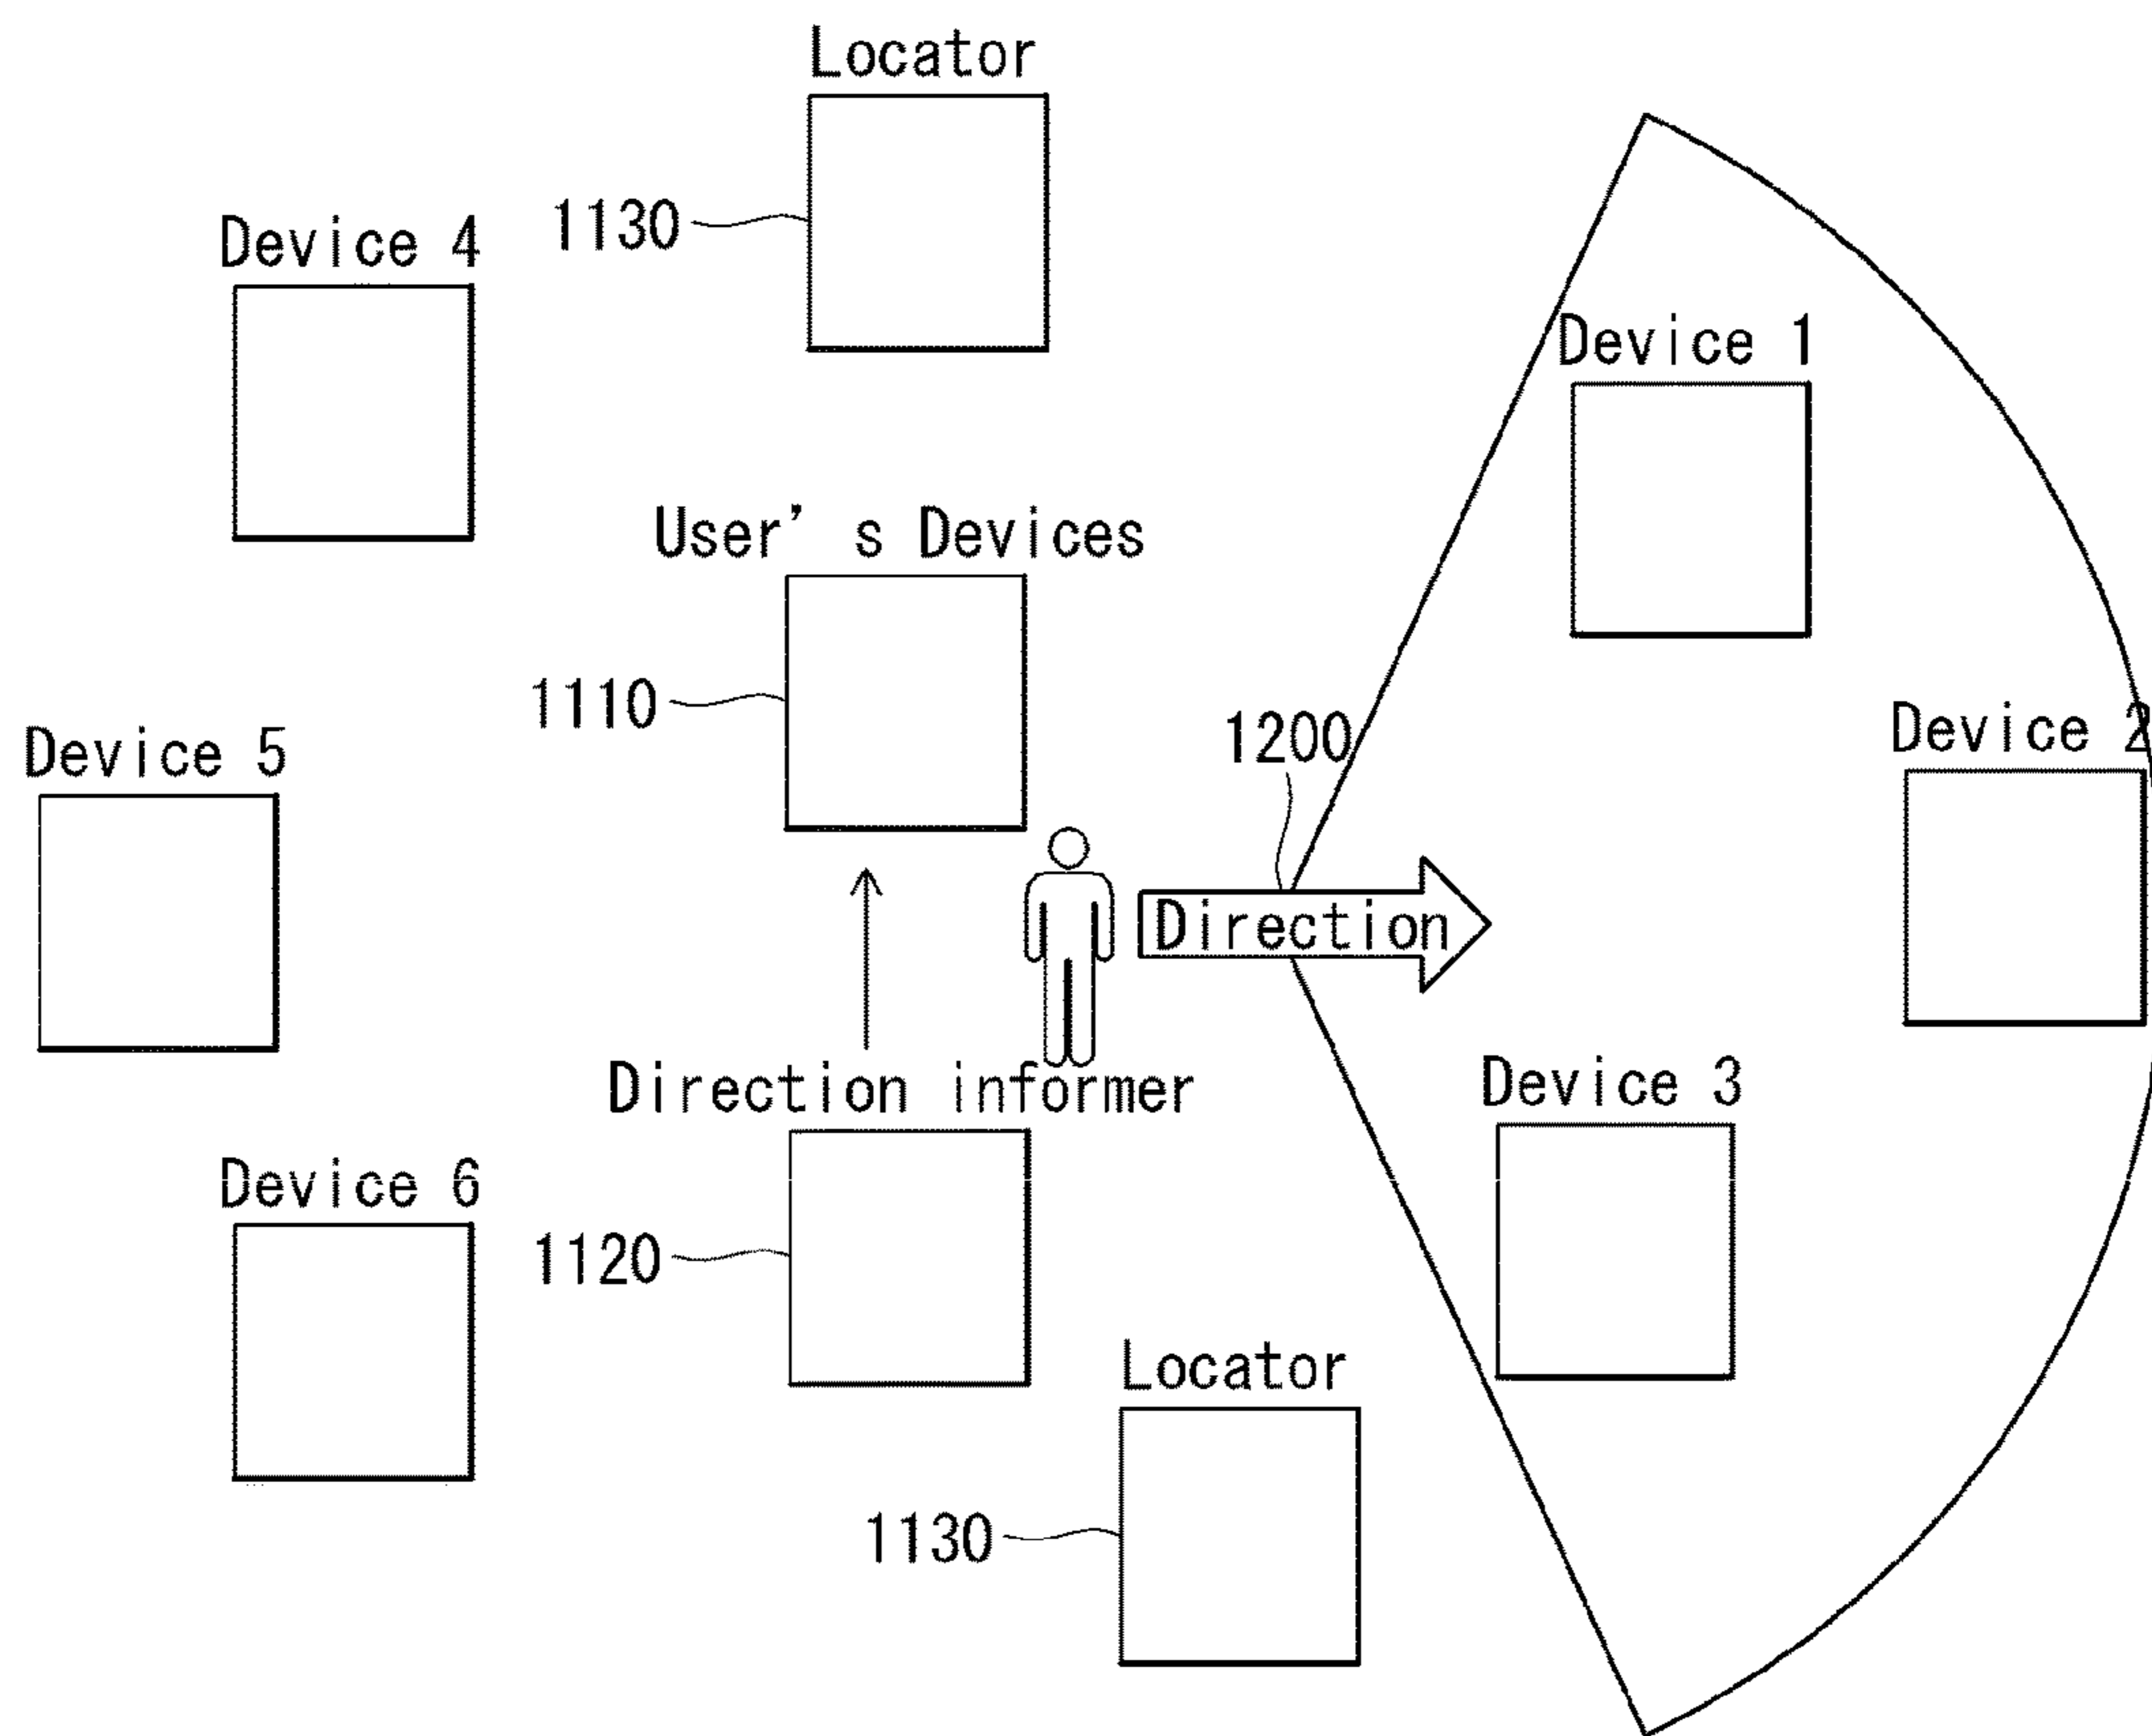 Locator
1130
Device 4
Device 1
User’s Devices
1110
1200
Device 2
Device 5
Direction
Direction informer
Device 3
Device 6
1120
Locator
1130